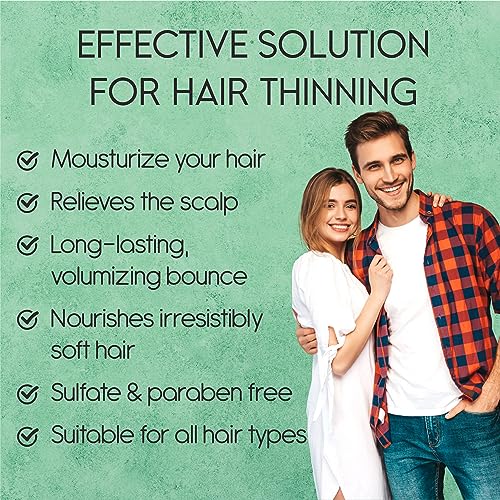 EFFECTIVE SOLUTION
FOR HAIR THINNING
Mousturize your hair
Relieves the scalp
Long-lasting,
volumizing bounce
Nourishes irresistibly
soft hair
Sulfate & paraben free
Suitable for all hair types